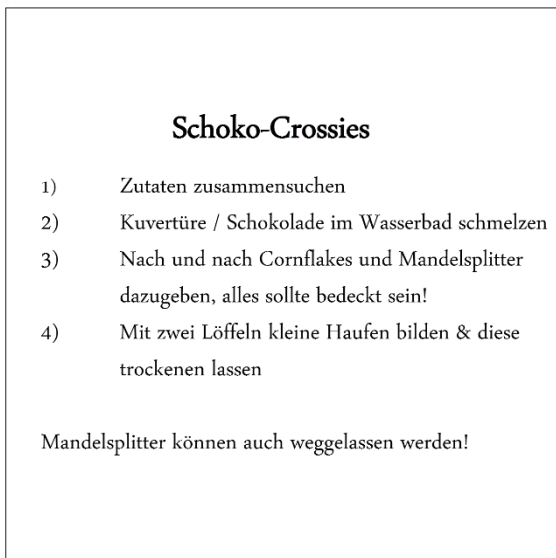 Schoko-Crossies
1) Zutaten zusammensuchen
2) Kuvertüre / Schokolade im Wasserbad schmelzen
3) Nach und nach Cornflakes und Mandelsplitter
dazugeben, alles sollte bedeckt sein!
4) Mit zwei Löffeln kleine Haufen bilden & diese
trockenen lassen
Mandelsplitter können auch weggelassen werden!